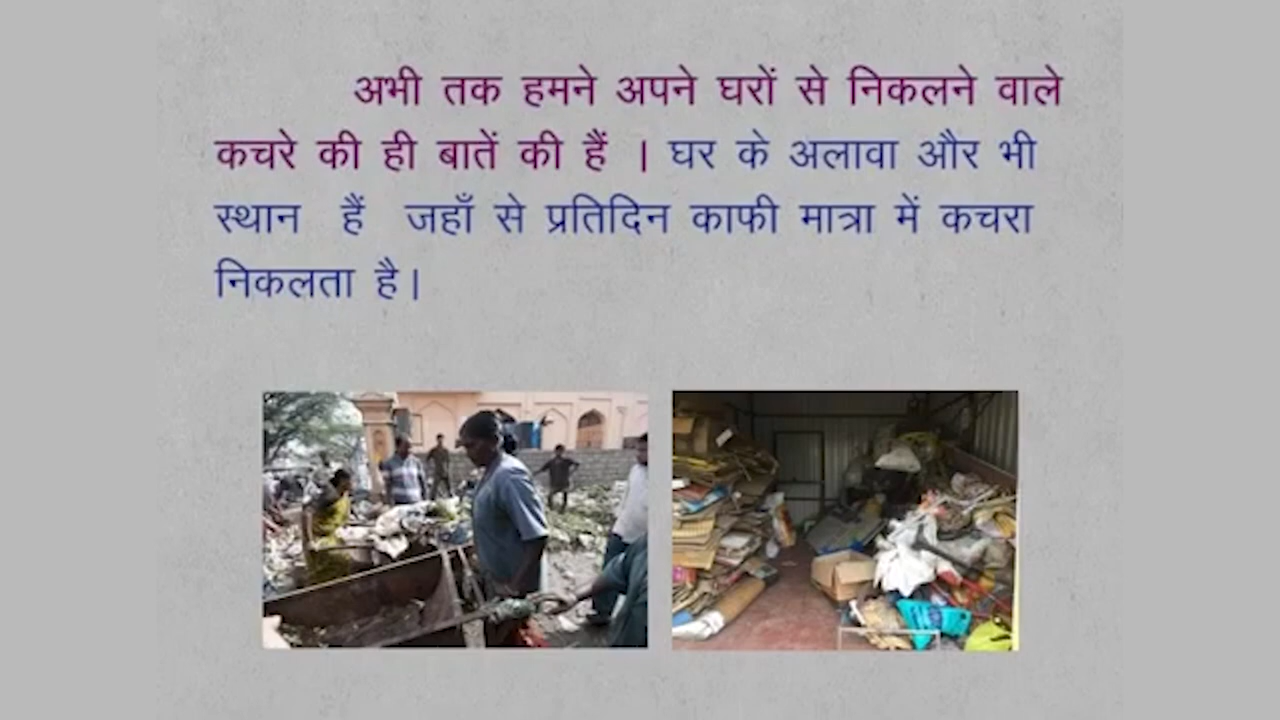 अभी तक हमने अपने घरों से निकलने वाले
कचरे की ही बातें की हैं । घर के अलावा और भी
स्थान हैं जहाँ से प्रतिदिन काफी मात्रा में कचरा
निकलता है।